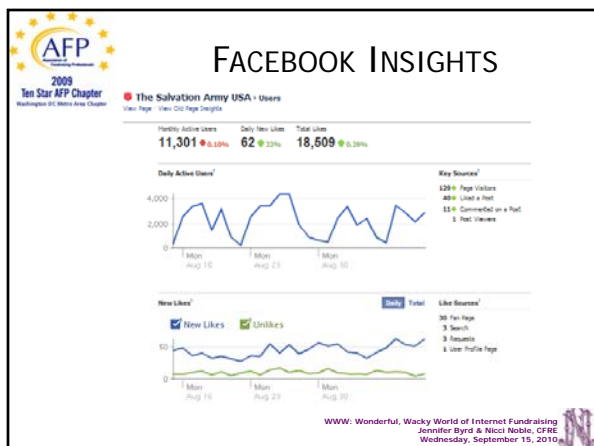 AFP
Association of Fundraising Professionals
2009
Ten Star AFP Chapter
Washington DC Metro Area Chapter
FACEBOOK INSIGHTS
The Salvation Army USA › Users
View Page · View Old Page Insights
Monthly Active Users Daily New Likes Total Likes
11,301 0.10% 62 33% 18,509 0.39%
Daily Active Users?
4,000
2,000
0
Mon Mon Mon
Aug 16 Aug 23 Aug 30
Key Sources?
129 Page Visitors
40 Liked a Post
11 Commented on a Post
1 Post Viewers
New Likes?
Daily Total
New Likes Unlikes
50
0
Mon Mon Mon
Aug 16 Aug 23 Aug 30
Like Sources?
30 Fan Page
3 Search
3 Requests
1 User Profile Page
WWW: Wonderful, Wacky World of Internet Fundraising
Jennifer Byrd & Nicci Noble, CFRE
Wednesday, September 15, 2010
N